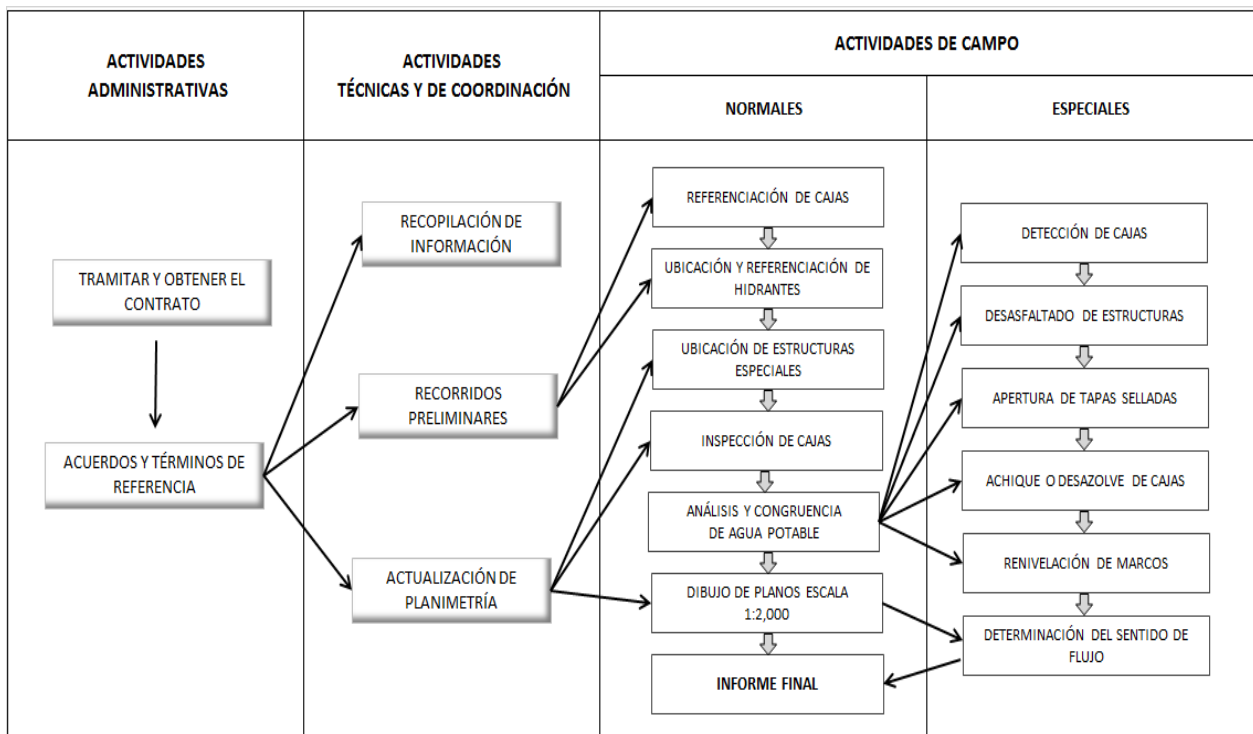 ACTIVIDADES
ADMINISTRATIVAS
ACTIVIDADES
TÉCNICAS Y DE COORDINACIÓN
ACTIVIDADES DE CAMPO
NORMALES
ESPECIALES
TRAMITAR Y OBTENER EL
CONTRATO
ACUERDOS Y TÉRMINOS DE
REFERENCIA
RECOPILACIÓN DE
INFORMACIÓN
RECORRIDOS
PRELIMINARES
ACTUALIZACIÓN DE
PLANIMETRÍA
REFERENCIACIÓN DE CAJAS
UBICACIÓN Y REFERENCIACIÓN DE
HIDRANTES
UBICACIÓN DE ESTRUCTURAS
ESPECIALES
INSPECCIÓN DE CAJAS
ANÁLISIS Y CONGRUENCIA
DE AGUA POTABLE
DIBUJO DE PLANOS ESCALA
1:2,000
INFORME FINAL
DETECCIÓN DE CAJAS
DESASFALTADO DE ESTRUCTURAS
APERTURA DE TAPAS SELLADAS
ACHIQUE O DESAZOLVE DE CAJAS
RENIVELACIÓN DE MARCOS
DETERMINACIÓN DEL SENTIDO DE
FLUJO